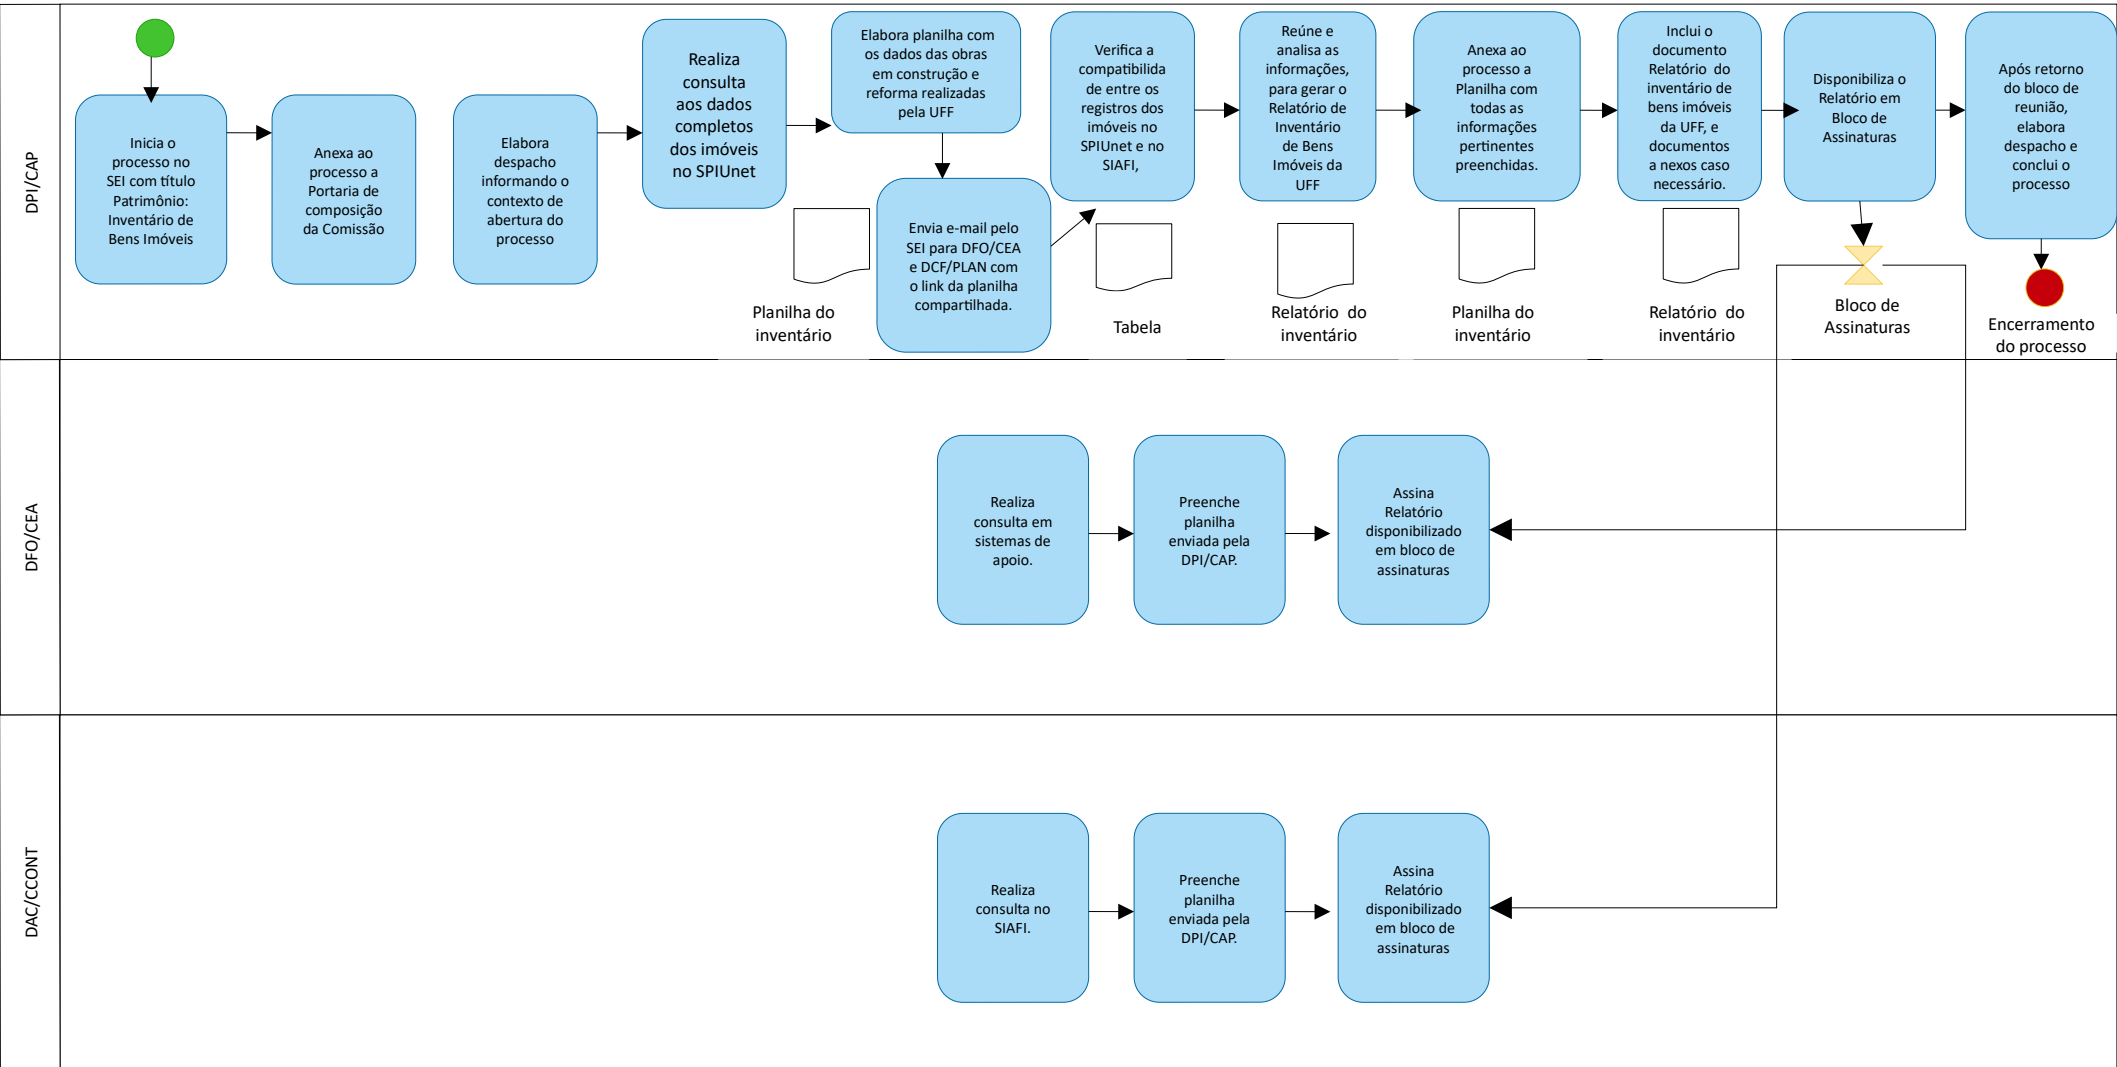 DPI/CAP
Inicia o
processo no
SEI com título
Patrimônio:
Inventário de
Bens Imóveis
Anexa ao
processo a
Portaria de
composição
da Comissão
Elabora
despacho
informando o
contexto de
abertura do
processo
Realiza
consulta
aos dados
completos
dos imóveis
no SPIUnet
Elabora planilha com
os dados das obras
em construção e
reforma realizadas
pela UFF
Envia e-mail pelo
SEI para DFO/CEA
e DCF/PLAN com
o link da planilha
compartilhada.
Verifica a
compatibilida
de entre os
registros dos
imóveis no
SPIUnet e no
SIAFI,
Reúne e
analisa as
informações,
para gerar o
Relatório de
Inventário
de Bens
Imóveis da
UFF
Anexa ao
processo a
Planilha com
todas as
informações
pertinentes
preenchidas.
Inclui o
documento
Relatório do
inventário de
bens imóveis
da UFF, e
documentos
a nexos caso
necessário.
Disponibiliza o
Relatório em
Bloco de
Assinaturas
Após retorno
do bloco de
reunião,
elabora
despacho e
conclui o
processo
Planilha do
inventário
Tabela
Relatório do
inventário
Planilha do
inventário
Relatório do
inventário
Bloco de
Assinaturas
Encerramento
do processo
DFO/CEA
Realiza
consulta em
sistemas de
apoio.
Preenche
planilha
enviada pela
DPI/CAP.
Assina
Relatório
disponibilizado
em bloco de
assinaturas
DAC/CCONT
Realiza
consulta no
SIAFI.
Preenche
planilha
enviada pela
DPI/CAP.
Assina
Relatório
disponibilizado
em bloco de
assinaturas